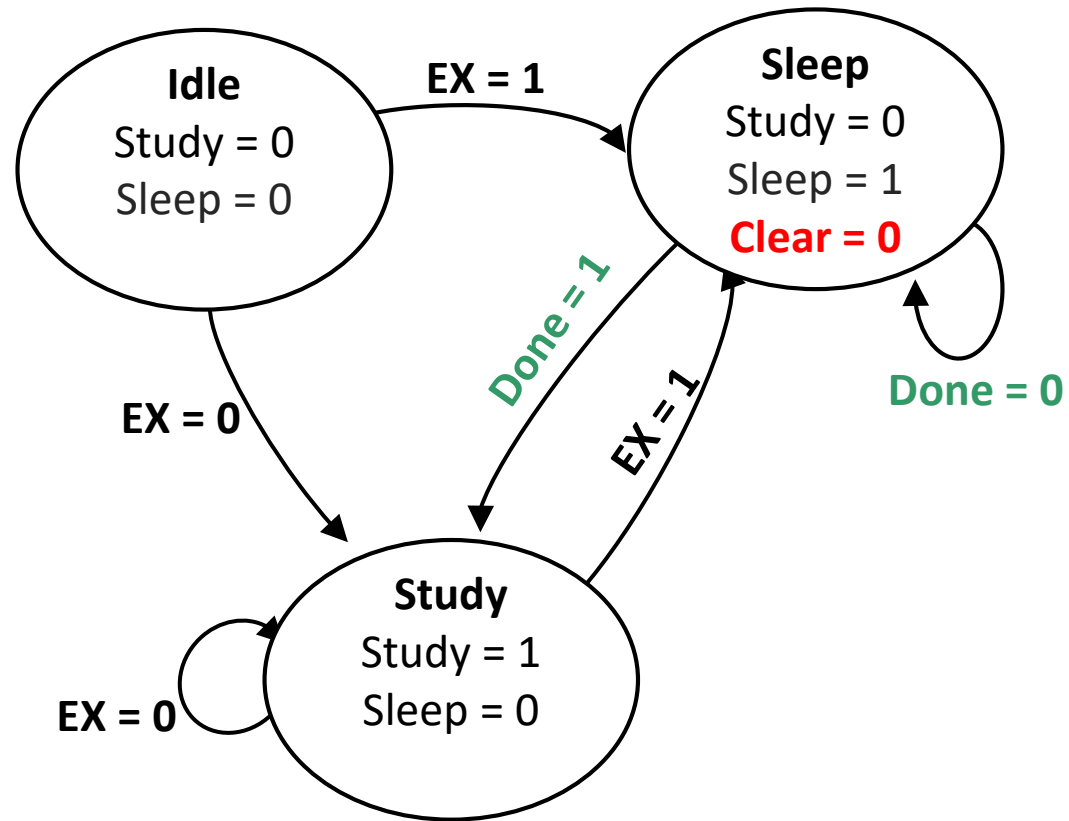 Idle
Study = 0
Sleep = 0
EX = 1
Sleep
Study = 0
Sleep = 1
Clear = 0
Done = 1
EX = 1
Done = 0
EX = 0
Study
Study = 1
Sleep = 0
EX = 0